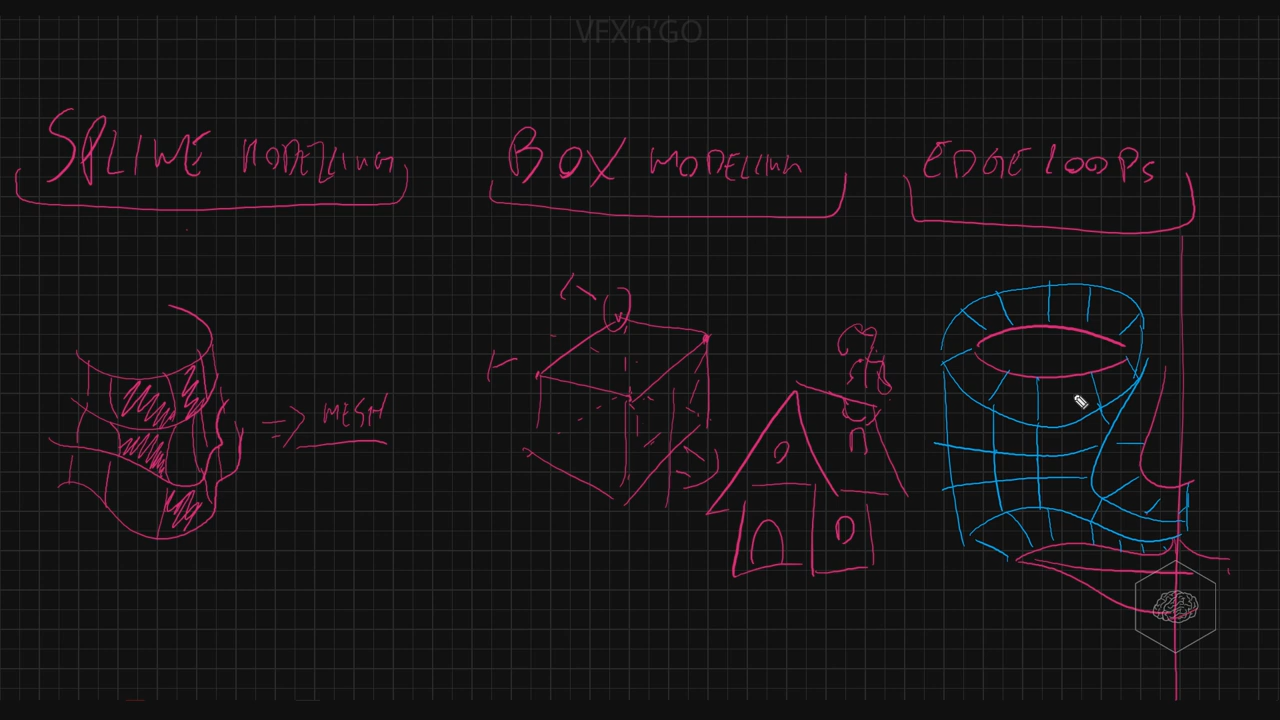 VFX'n'GO
SPLINE MODELLING
BOX MODELLING
EDGE LOOPS
=> MESH